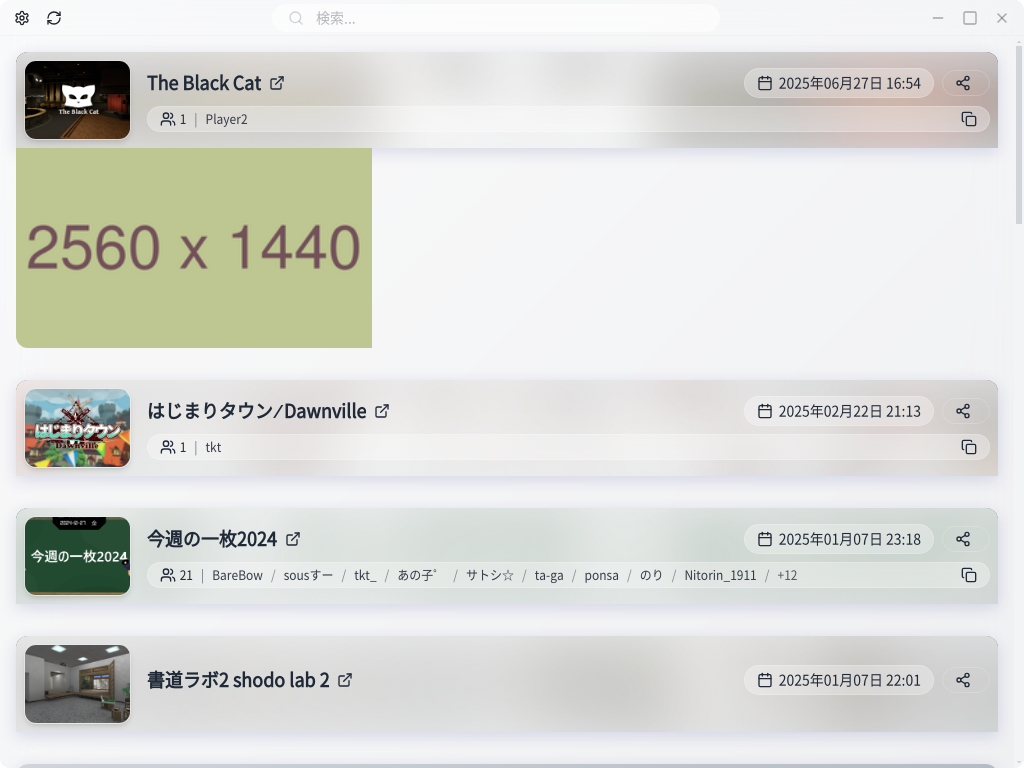 検索...
The Black Cat
2025年06月27日 16:54
The Black Cat
1 | Player2
2560 x 1440
はじまりタウン/Dawnville
2025年02月22日 21:13
はじまりタウン
Dawnville
1 | tkt
今週の一枚2024
2025年01月07日 23:18
今週の一枚2024
21 | BareBow / sousすー / tkt_ / あの子゜ / サトシ☆ / ta-ga / ponsa / のり / Nitorin_1911 / +12
書道ラボ2 shodo lab 2
2025年01月07日 22:01